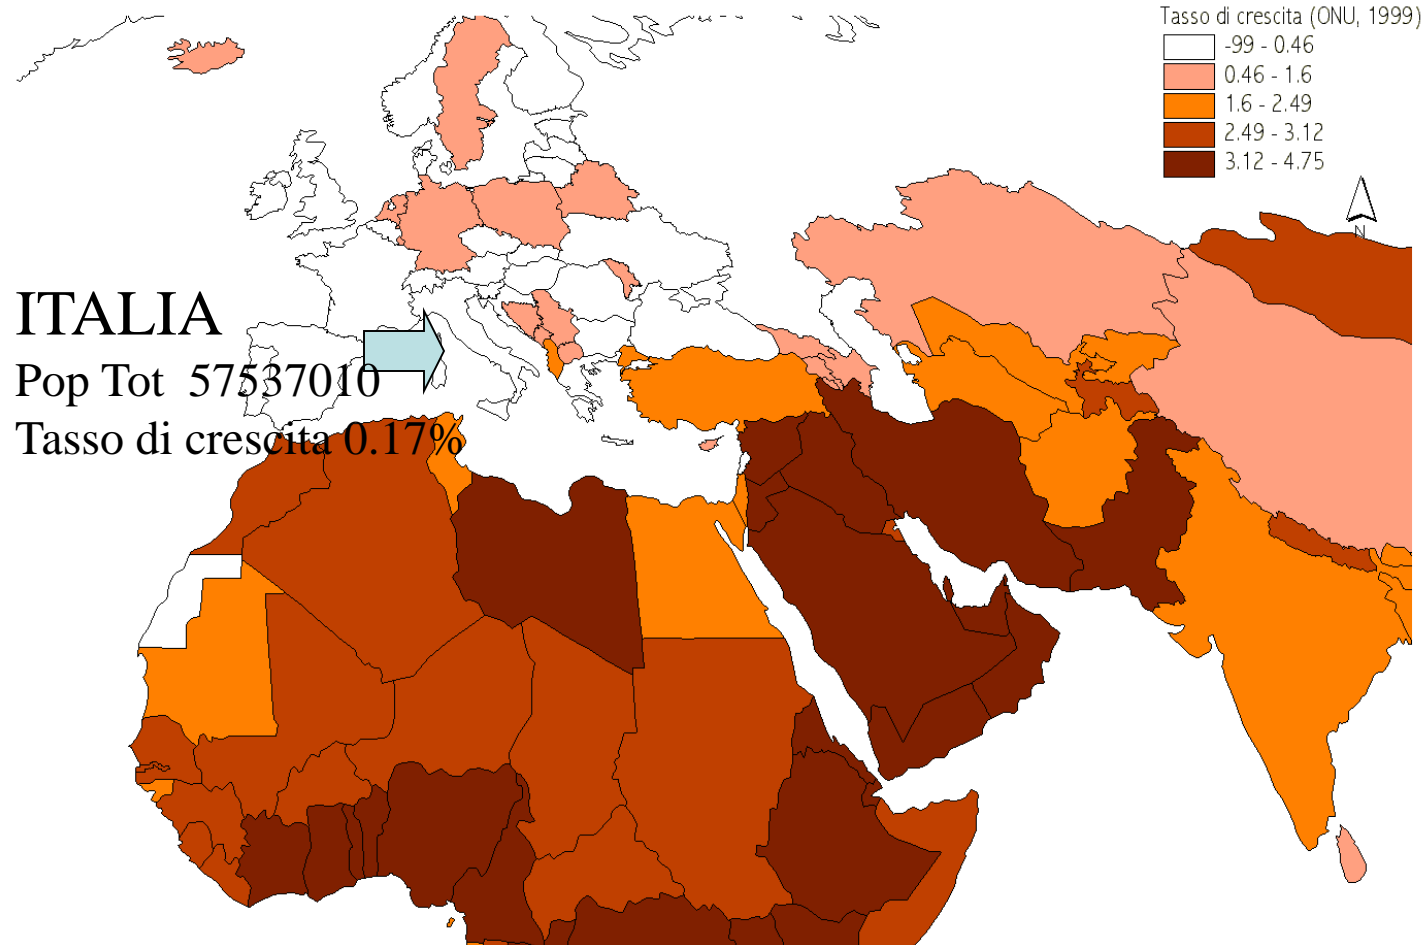 Tasso di crescita (ONU, 1999)
-99 - 0.46
0.46 - 1.6
1.6 - 2.49
2.49 - 3.12
3.12 - 4.75
N
ITALIA
Pop Tot 57537010
Tasso di crescita 0.17%